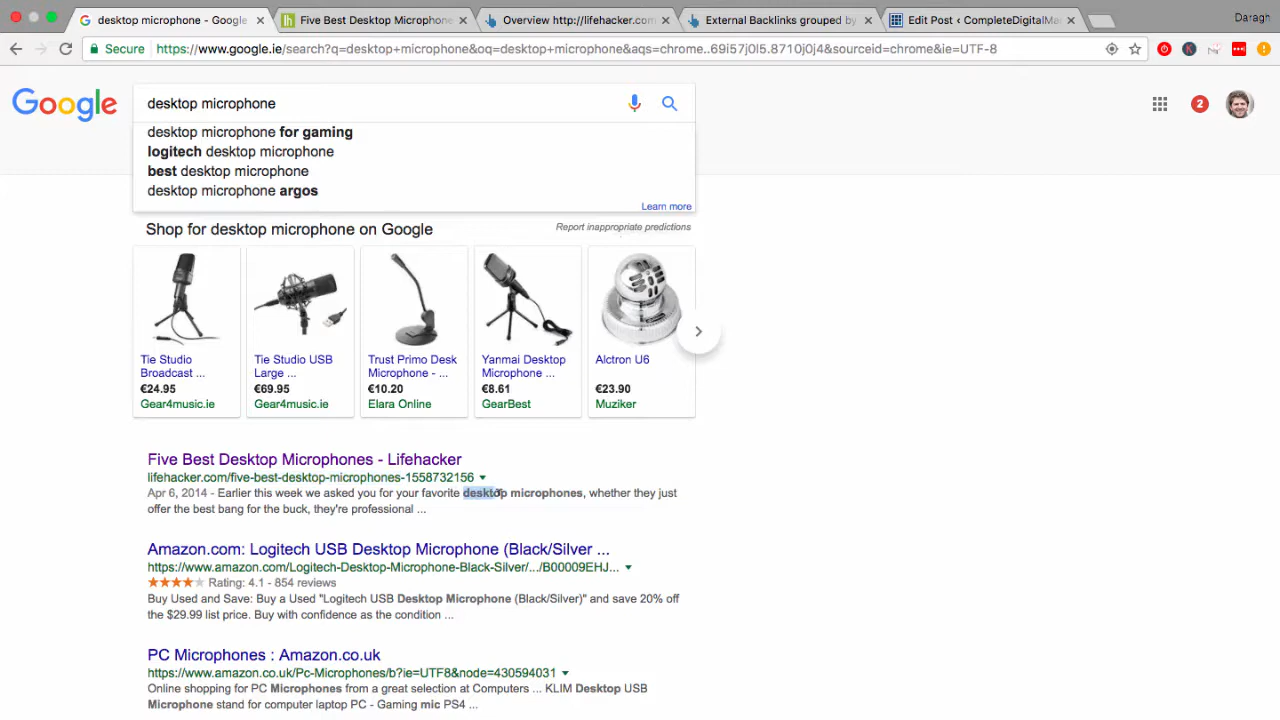 desktop microphone - Google
Five Best Desktop Microphone
Overview http://lifehacker.com
External Backlinks grouped by
Edit Post ‹ CompleteDigitalMar
Daragh
Secure
https://www.google.ie/search?q=desktop+microphone&oq=desktop+microphone&aqs=chrome..69i57j0l5.8710j0j4&sourceid=chrome&ie=UTF-8
Google
desktop microphone
2
desktop microphone for gaming
logitech desktop microphone
best desktop microphone
desktop microphone argos
Learn more
Shop for desktop microphone on Google
Report inappropriate predictions
Tie Studio
Broadcast ...
€24.95
Gear4music.ie
Tie Studio USB
Large ...
€69.95
Gear4music.ie
Trust Primo Desk
Microphone - ...
€10.20
Elara Online
Yanmai Desktop
Microphone ...
€8.61
GearBest
Alctron U6
€23.90
Muziker
Five Best Desktop Microphones - Lifehacker
lifehacker.com/five-best-desktop-microphones-1558732156
Apr 6, 2014 - Earlier this week we asked you for your favorite desktop microphones, whether they just
offer the best bang for the buck, they're professional ...
Amazon.com: Logitech USB Desktop Microphone (Black/Silver ...
https://www.amazon.com/Logitech-Desktop-Microphone-Black-Silver/.../B00009EHJ...
Rating: 4.1 - 854 reviews
Buy Used and Save: Buy a Used "Logitech USB Desktop Microphone (Black/Silver)" and save 20% off
the $29.99 list price. Buy with confidence as the condition ...
PC Microphones : Amazon.co.uk
https://www.amazon.co.uk/Pc-Microphones/b?ie=UTF8&node=430594031
Online shopping for PC Microphones from a great selection at Computers ... KLIM Desktop USB
Microphone stand for computer laptop PC - Gaming mic PS4 ...